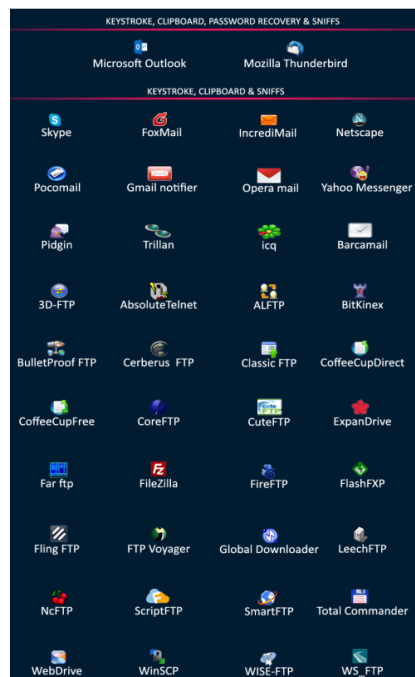 KEYSTROKE, CLIPBOARD, PASSWORD RECOVERY & SNIFFS
Microsoft Outlook Mozilla Thunderbird
KEYSTROKE, CLIPBOARD & SNIFFS
Skype FoxMail IncrediMail Netscape
Pocomail Gmail notifier Opera mail Yahoo Messenger
Pidgin Trillan icq Barcamail
3D-FTP AbsoluteTelnet ALFTP BitKinex
BulletProof FTP Cerberus FTP Classic FTP CoffeeCupDirect
CoffeeCupFree CoreFTP CuteFTP ExpanDrive
Far ftp FileZilla FireFTP FlashFXP
Fling FTP FTP Voyager Global Downloader LeechFTP
NcFTP ScriptFTP SmartFTP Total Commander
WebDrive WinSCP WISE-FTP WS_FTP